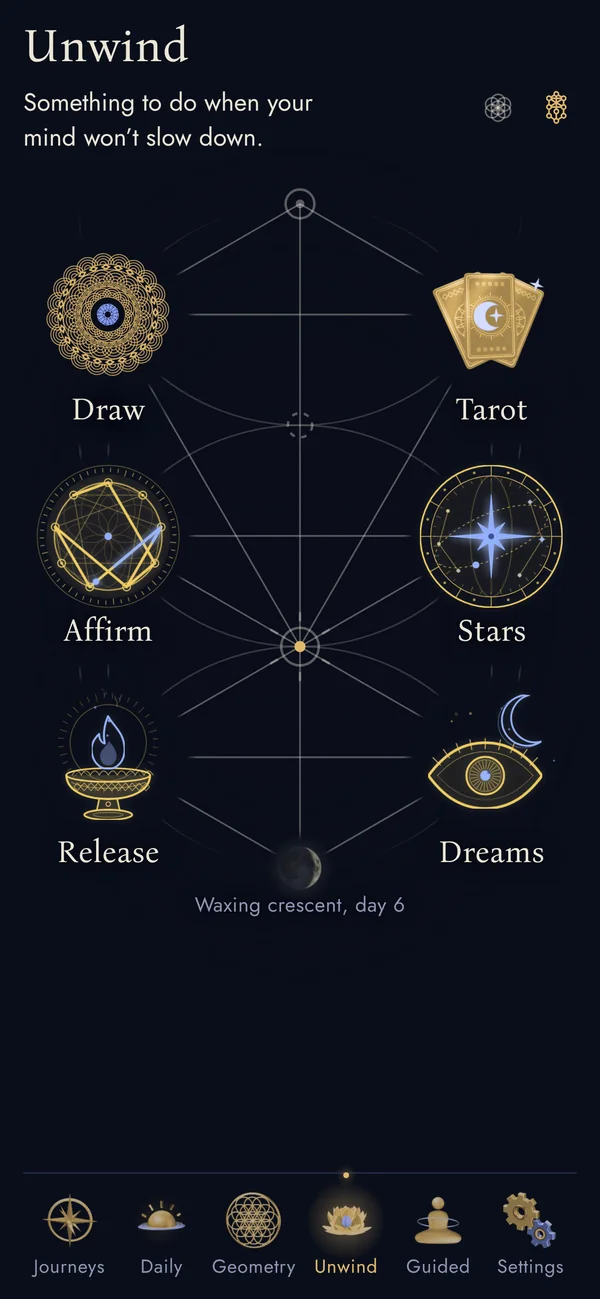 Unwind
Something to do when your
mind won’t slow down.
Draw
Tarot
Affirm
Stars
Release
Dreams
Waxing crescent, day 6
Journeys
Daily
Geometry
Unwind
Guided
Settings